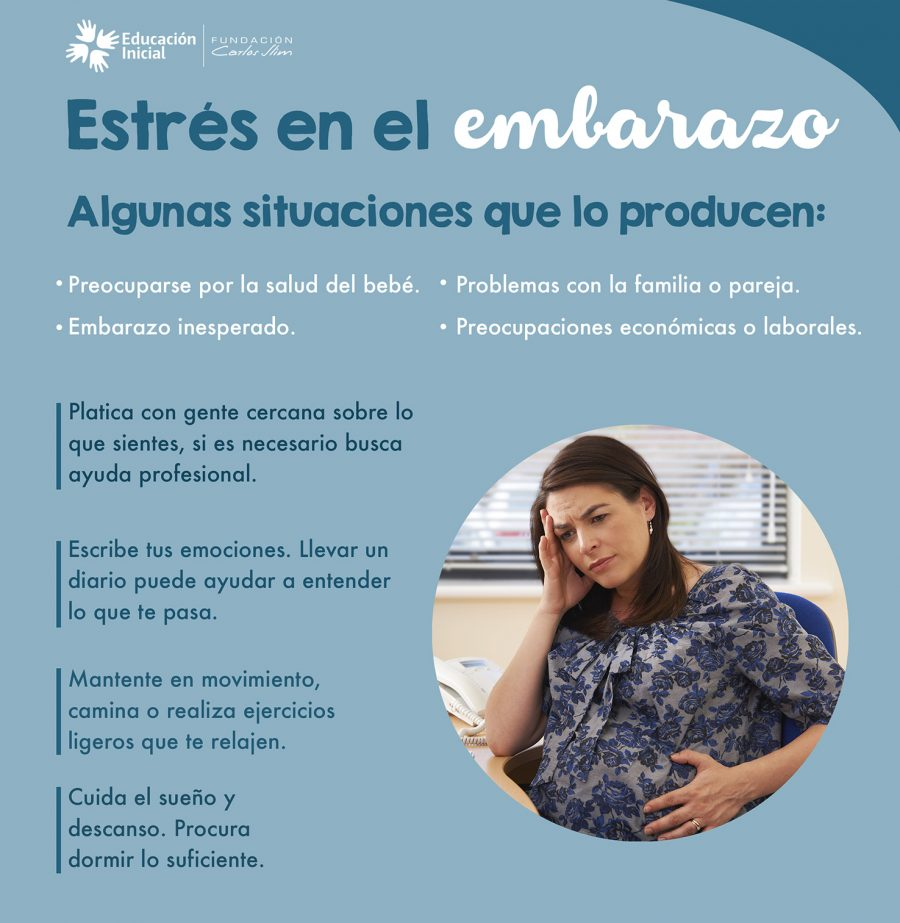 Educación
Inicial
FUNDACIÓN
Carlos Slim
Estrés en el embarazo
Algunas situaciones que lo producen:
• Preocuparse por la salud del bebé.
• Embarazo inesperado.
• Problemas con la familia o pareja.
• Preocupaciones económicas o laborales.
Platica con gente cercana sobre lo
que sientes, si es necesario busca
ayuda profesional.
Escribe tus emociones. Llevar un
diario puede ayudar a entender
lo que te pasa.
Mantente en movimiento,
camina o realiza ejercicios
ligeros que te relajen.
Cuida el sueño y
descanso. Procura
dormir lo suficiente.